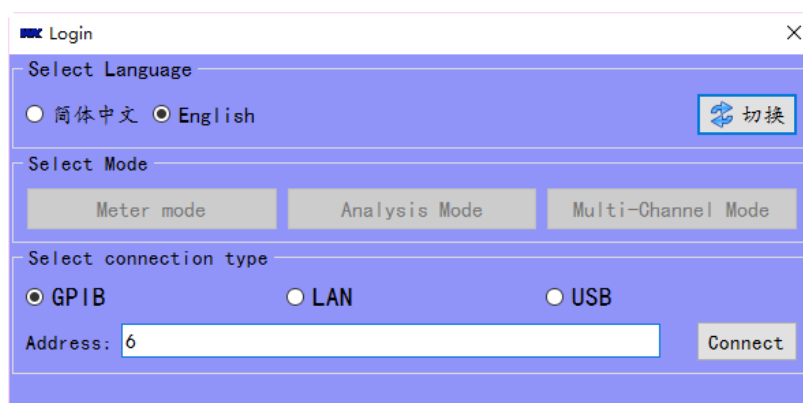 Login
Select Language
简体中文 English 切换
Select Mode
Meter mode Analysis Mode Multi-Channel Mode
Select connection type
GPIB LAN USB
Address: 6 Connect